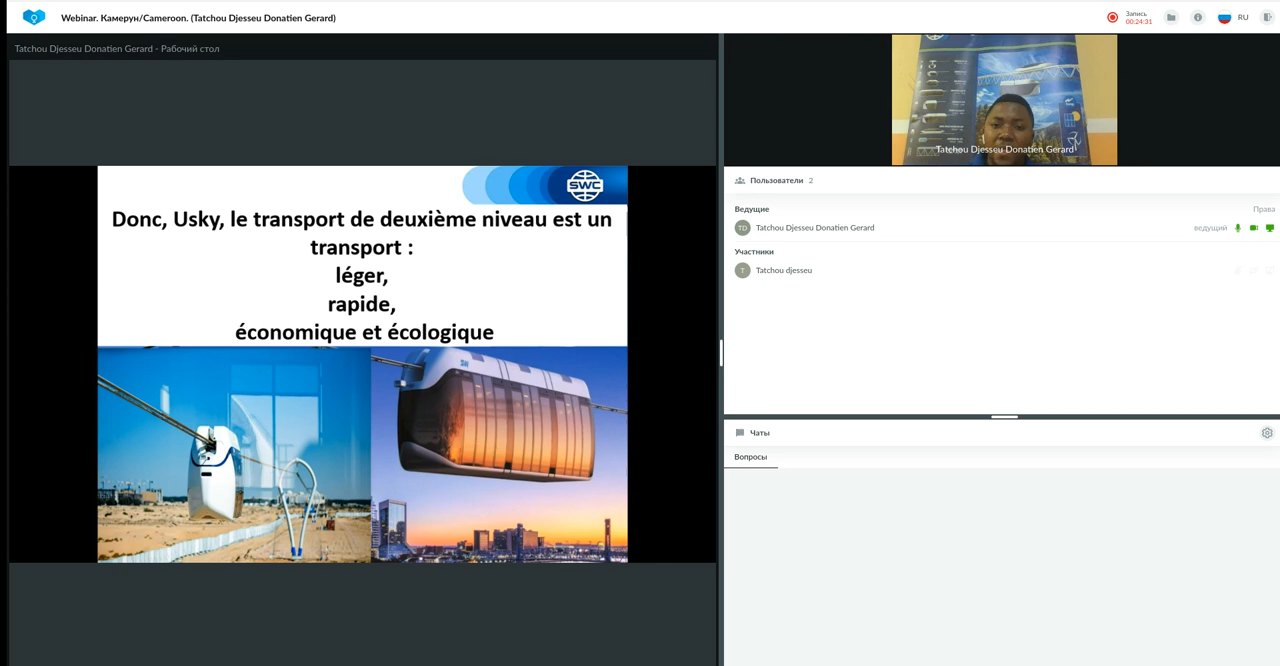 Webinar. Камерун/Cameroon. (Tatchou Djesseu Donatien Gerard)
Запись
00:24:31
RU
Tatchou Djesseu Donatien Gerard - Рабочий стол
SWC
Donc, Usky, le transport de deuxième niveau est un
transport :
léger,
rapide,
économique et écologique
Tatchou Djesseu Donatien Gerard
Пользователи 2
Ведущие
Права
TD Tatchou Djesseu Donatien Gerard
ведущий
Участники
T Tatchou djesseu
Чаты
Вопросы